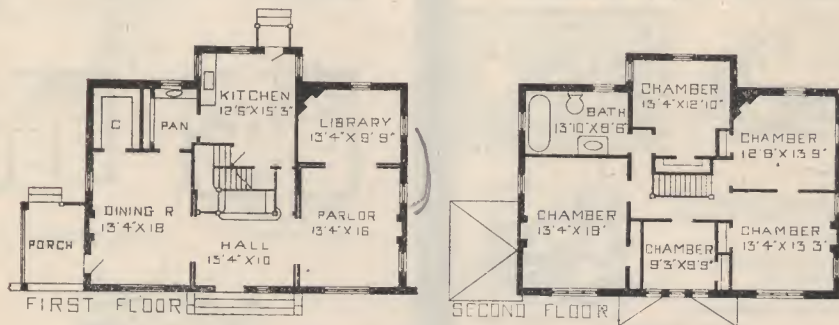 KITCHEN
12'5"X15'3"
LIBRARY
13'4"X9'9"
C
PAN
DINING R
13'4"X18
PARLOR
13'4"X16
PORCH
HALL
13'4"X10
FIRST FLOOR
CHAMBER
13'4"X12'10"
BATH
13'10"X8'6"
CHAMBER
12'9"X13'9"
CHAMBER
13'4"X18'
CHAMBER
9'3"X9'9"
CHAMBER
13'4"X13'3"
SECOND FLOOR